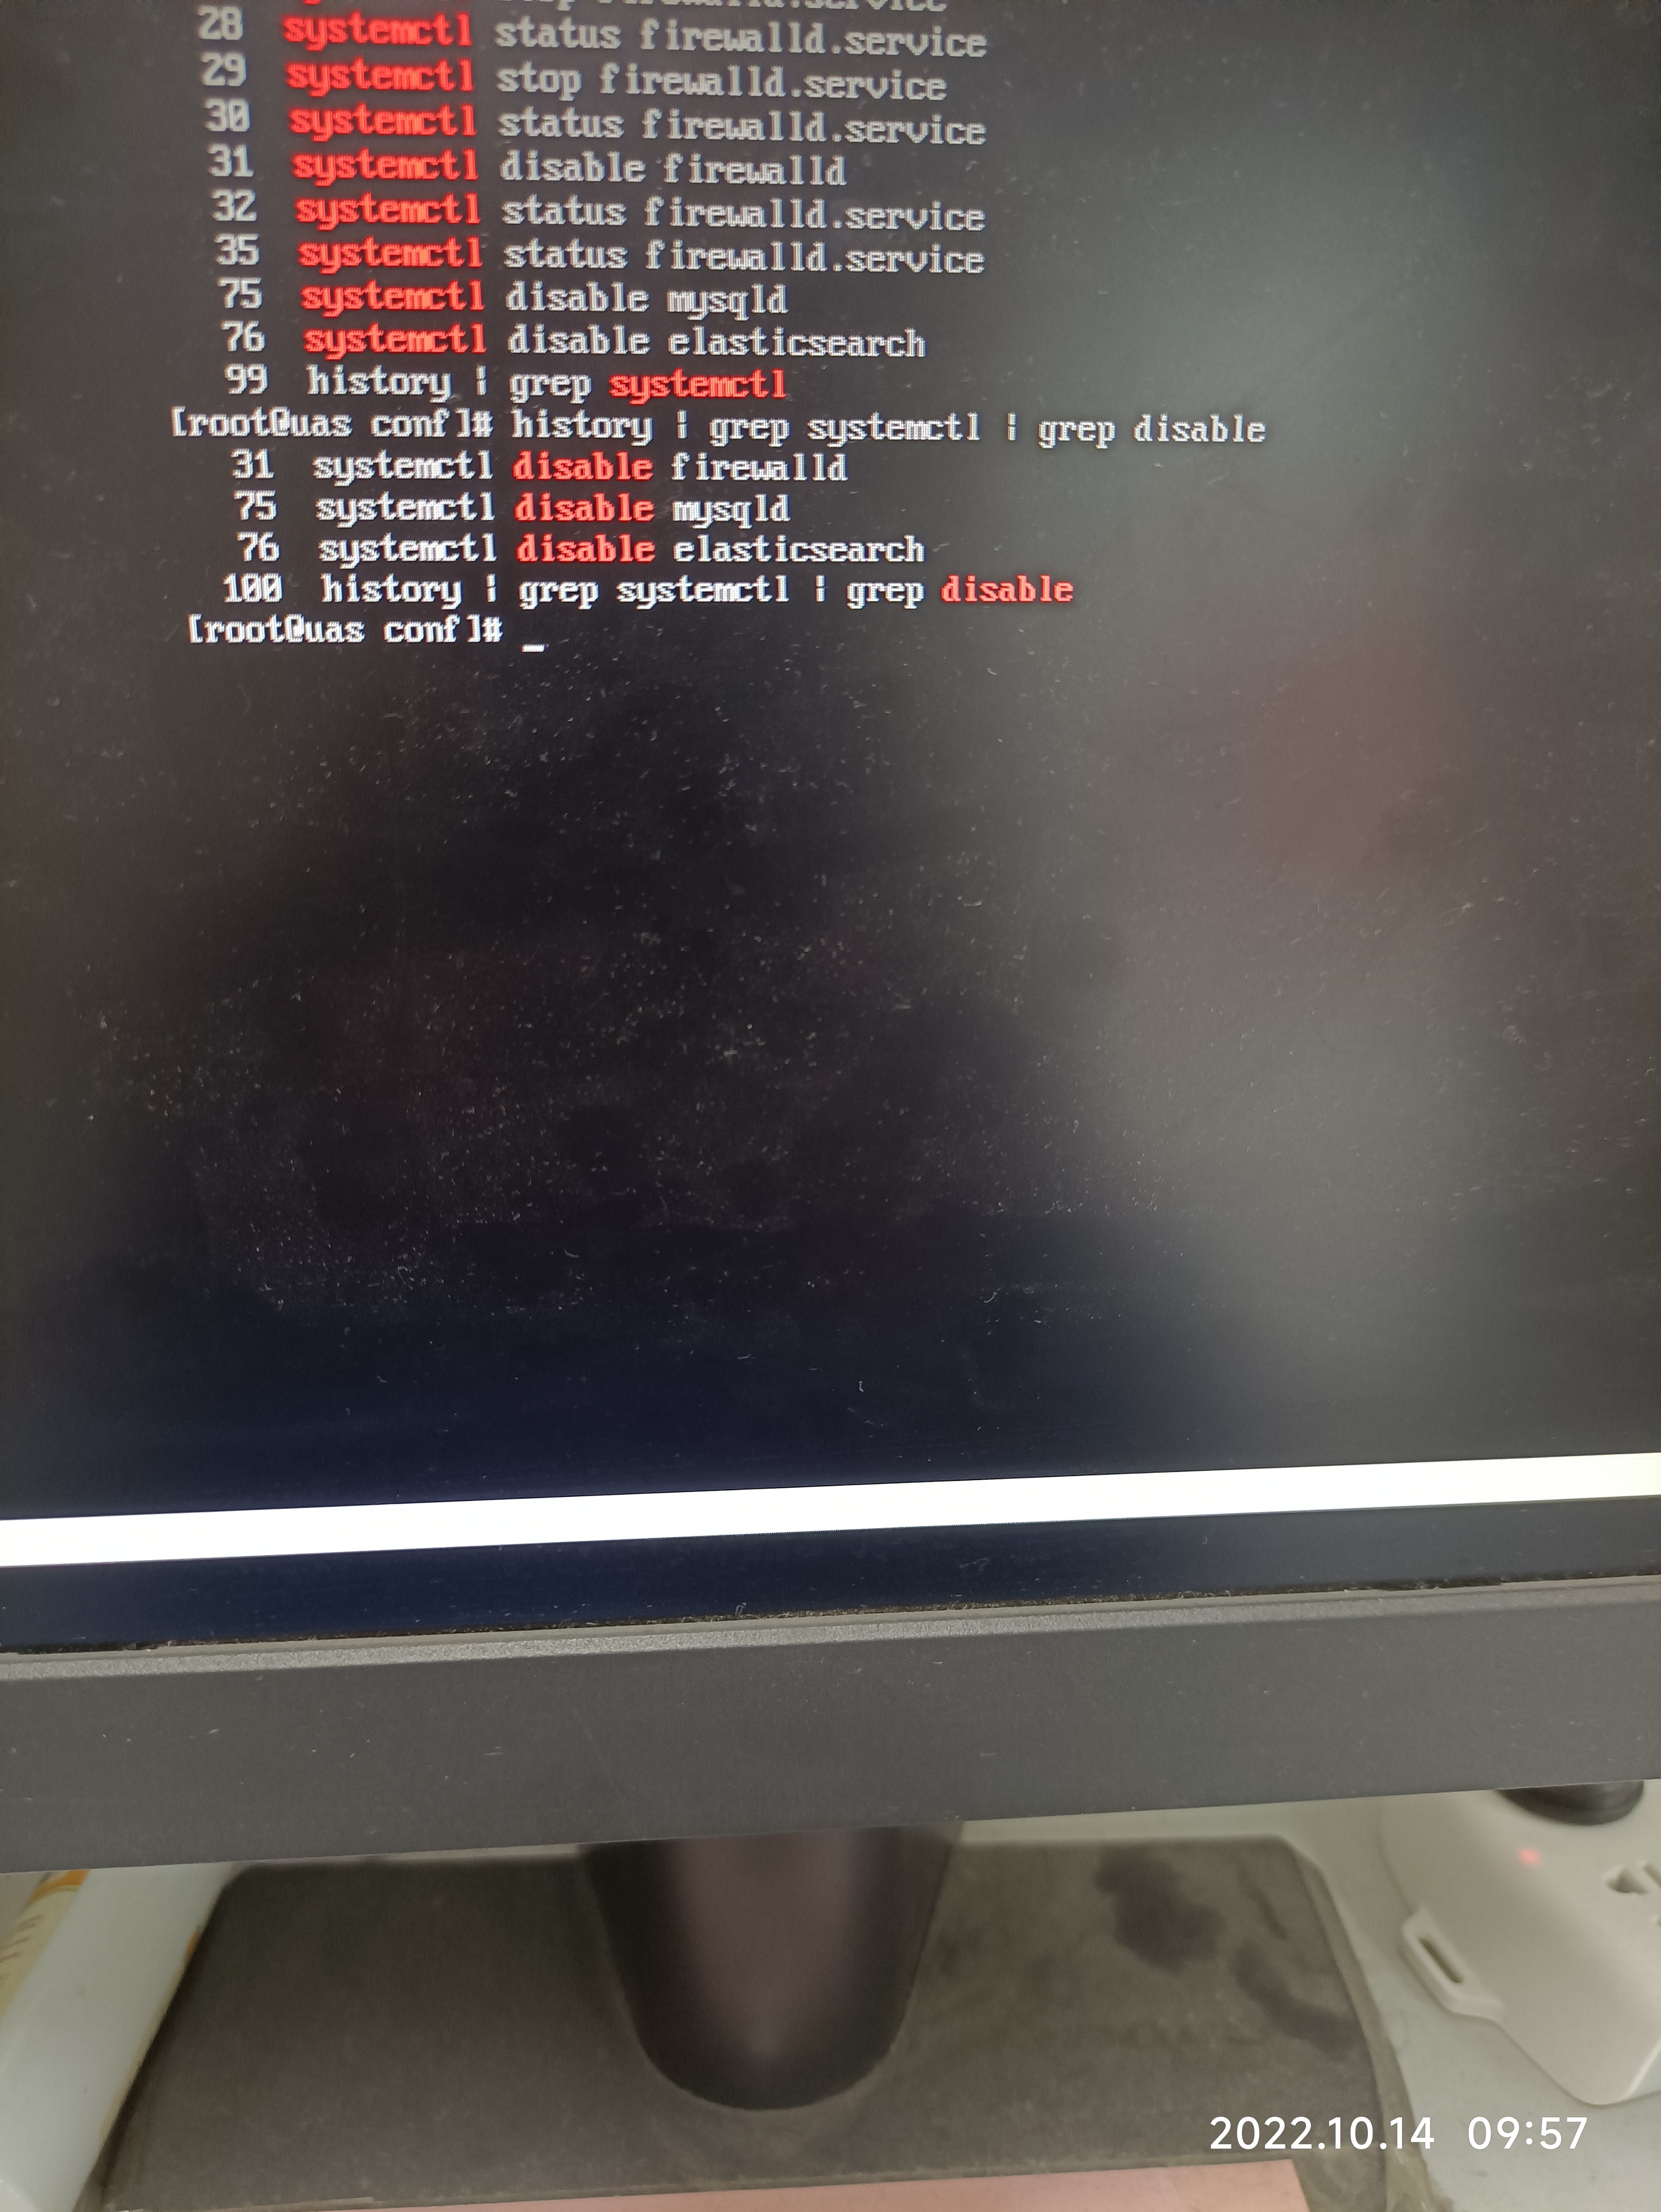 stop firewalld.service
28 systemctl status firewalld.service
29 systemctl stop firewalld.service
30 systemctl status firewalld.service
31 systemctl disable firewalld
32 systemctl status firewalld.service
35 systemctl status firewalld.service
75 systemctl disable mysqld
76 systemctl disable elasticsearch
99 history | grep systemctl
[root@uas conf]# history | grep systemctl | grep disable
31 systemctl disable firewalld
75 systemctl disable mysqld
76 systemctl disable elasticsearch
100 history | grep systemctl | grep disable
[root@uas conf]# _
2022.10.14 09:57